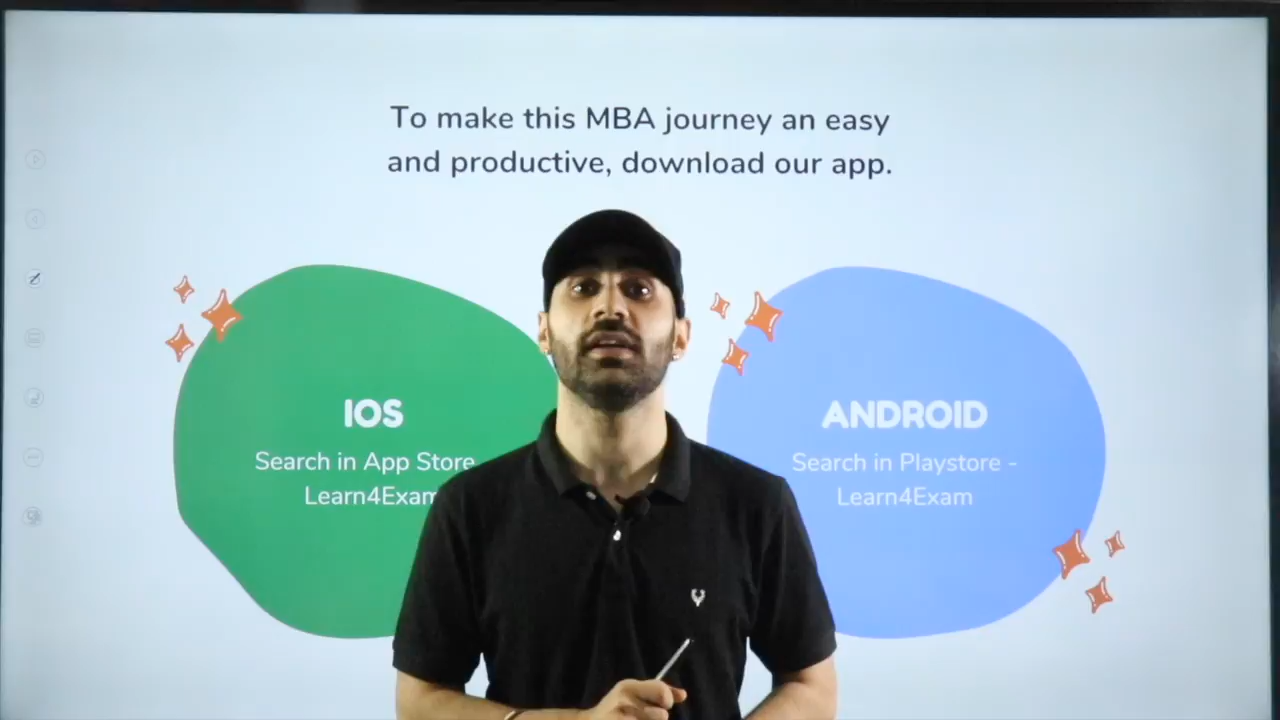 To make this MBA journey an easy
and productive, download our app.
IOS
Search in App Store
Learn4Exam
ANDROID
Search in Playstore -
Learn4Exam